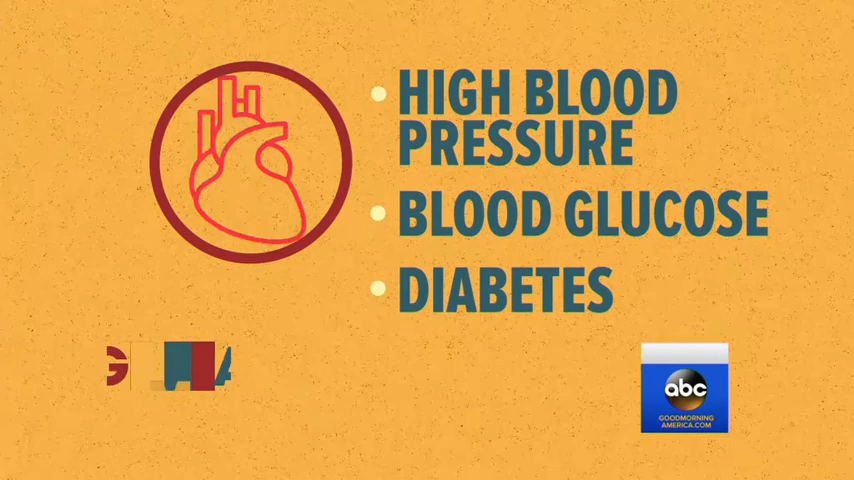 • HIGH BLOOD
PRESSURE
• BLOOD GLUCOSE
• DIABETES
abc
GOODMORNING
AMERICA.COM